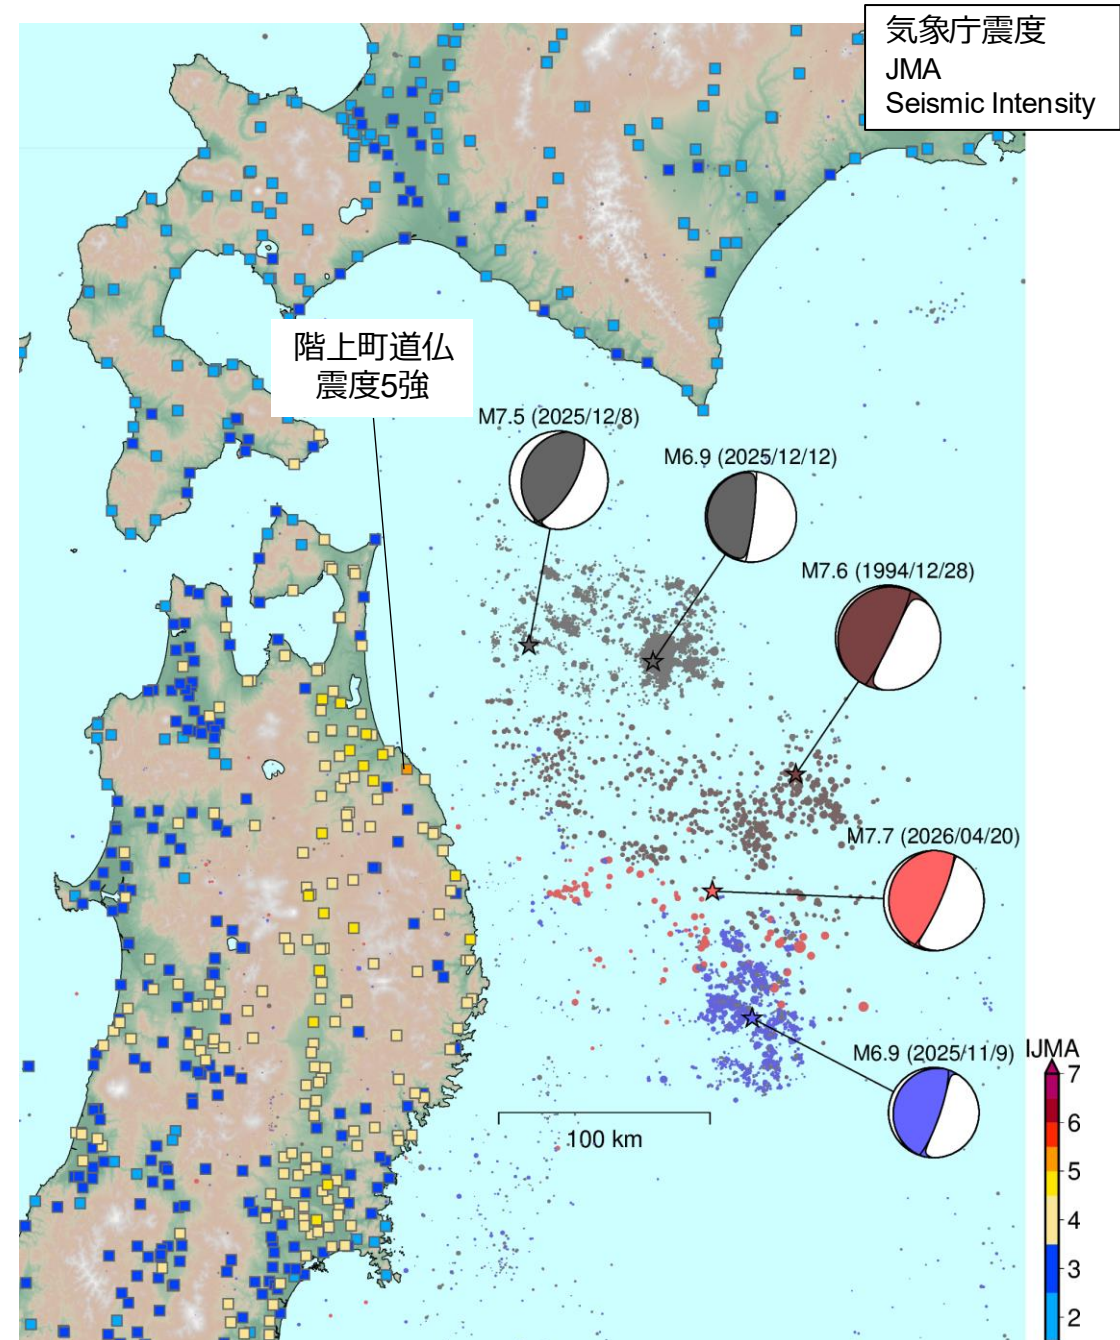 気象庁震度
JMA
Seismic Intensity
階上町道仏
震度5強
M7.5 (2025/12/8)
M6.9 (2025/12/12)
M7.6 (1994/12/28)
M7.7 (2026/04/20)
M6.9 (2025/11/9)
100 km
IJMA
7
6
5
4
3
2